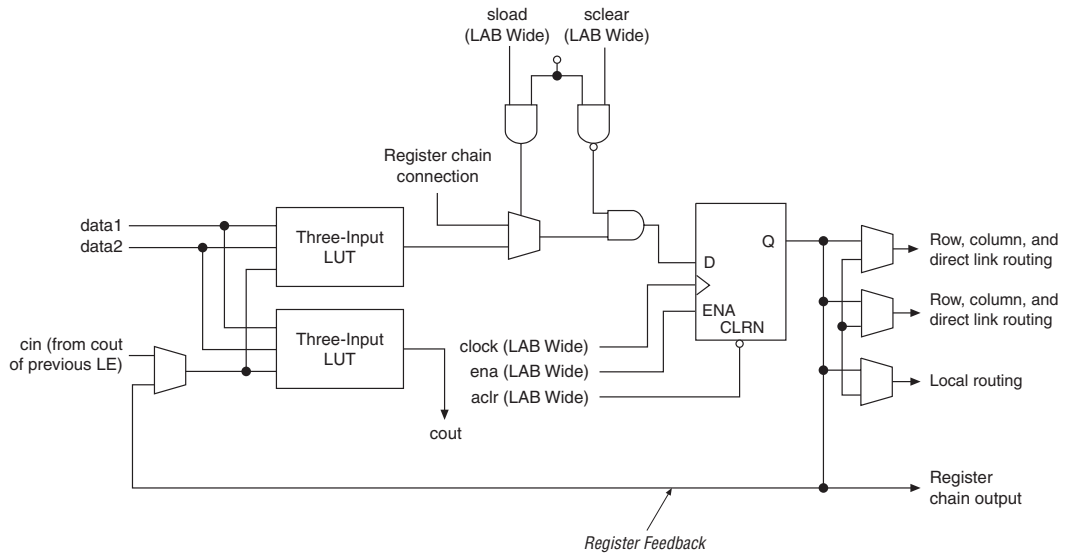 sload
(LAB Wide)
sclear
(LAB Wide)
Register chain
connection
data1
data2
Three-Input
LUT
Three-Input
LUT
cin (from cout
of previous LE)
cout
clock (LAB Wide)
ena (LAB Wide)
aclr (LAB Wide)
D
Q
ENA
CLRN
Row, column, and
direct link routing
Row, column, and
direct link routing
Local routing
Register
chain output
Register Feedback